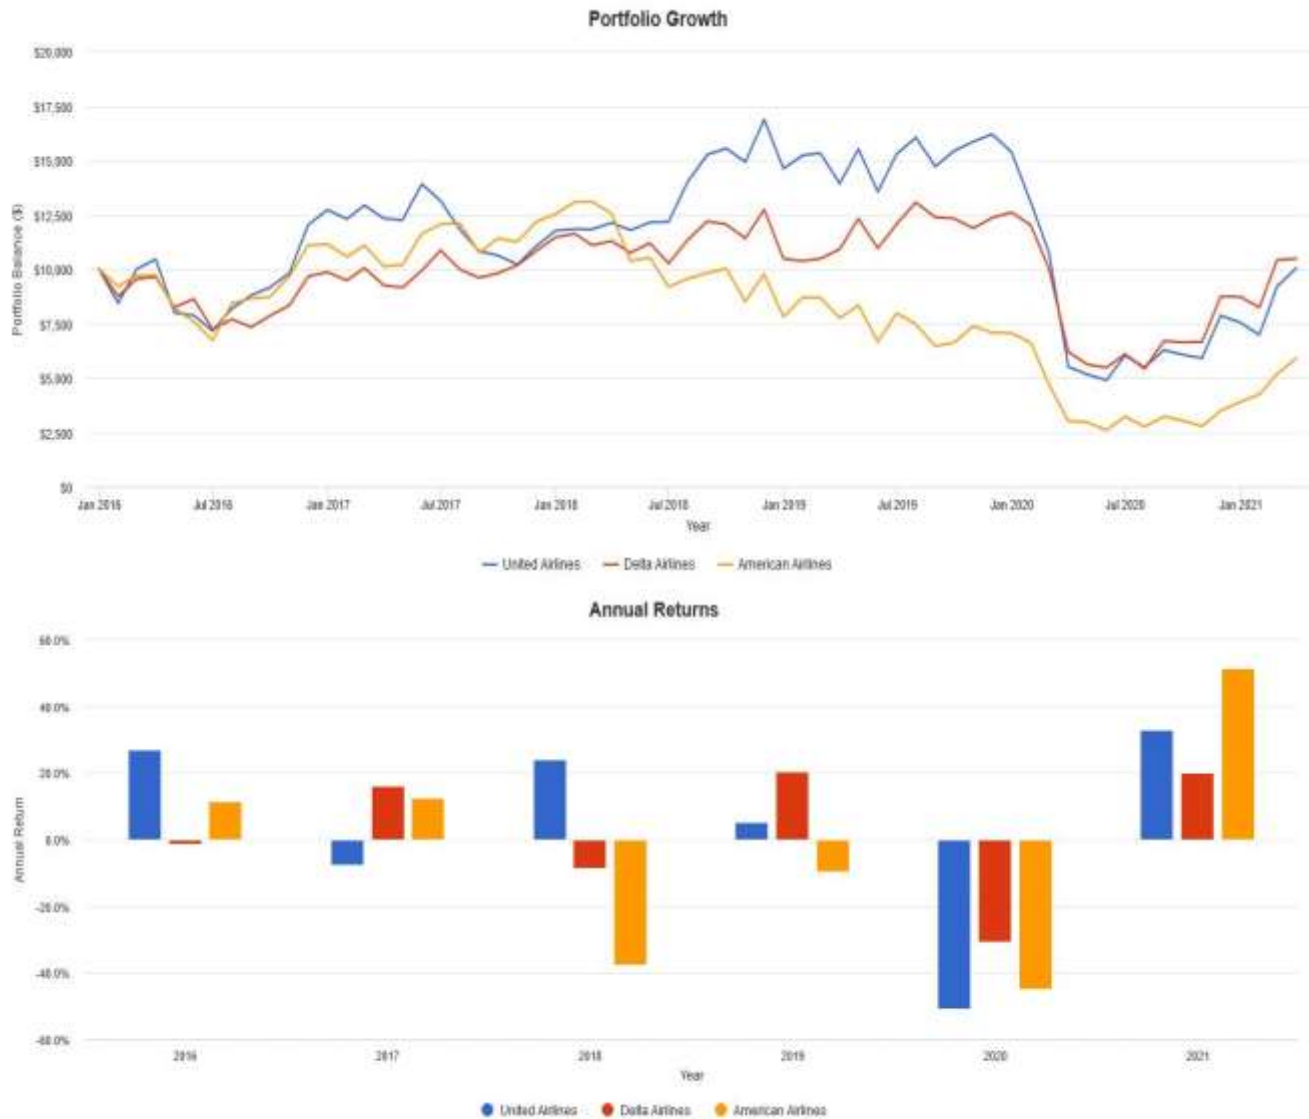 Portfolio Growth
$20,000
$17,500
$15,000
$12,500
$10,000
$7,500
$5,000
$2,500
$0
Portfolio Balance ($)
Jan 2016 Jul 2016 Jan 2017 Jul 2017 Jan 2018 Jul 2018 Jan 2019 Jul 2019 Jan 2020 Jul 2020 Jan 2021
Year
United Airlines Delta Airlines American Airlines
Annual Returns
60.0%
40.0%
20.0%
0.0%
-20.0%
-40.0%
-60.0%
Annual Return
2016 2017 2018 2019 2020 2021
Year
United Airlines Delta Airlines American Airlines